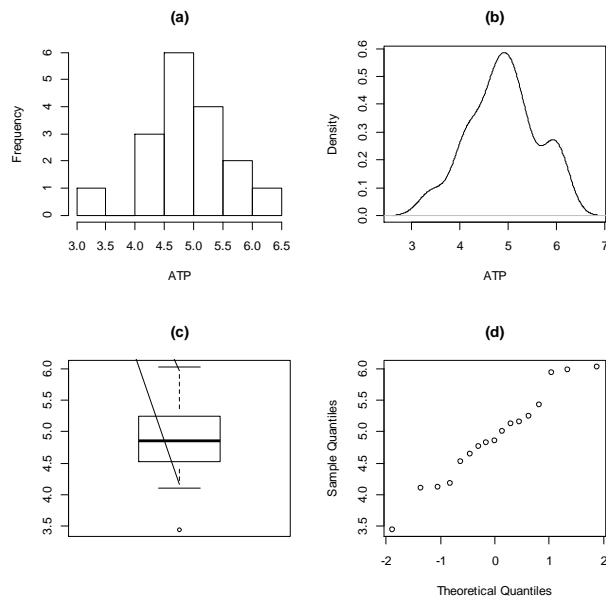 (a)
Frequency
6
5
4
3
2
1
0
3.0 3.5 4.0 4.5 5.0 5.5 6.0 6.5
ATP
(b)
Density
0.6
0.5
0.4
0.3
0.2
0.1
0.0
3 4 5 6 7
ATP
(c)
6.0
5.5
5.0
4.5
4.0
3.5
(d)
Sample Quantiles
6.0
5.5
5.0
4.5
4.0
3.5
-2 -1 0 1 2
Theoretical Quantiles